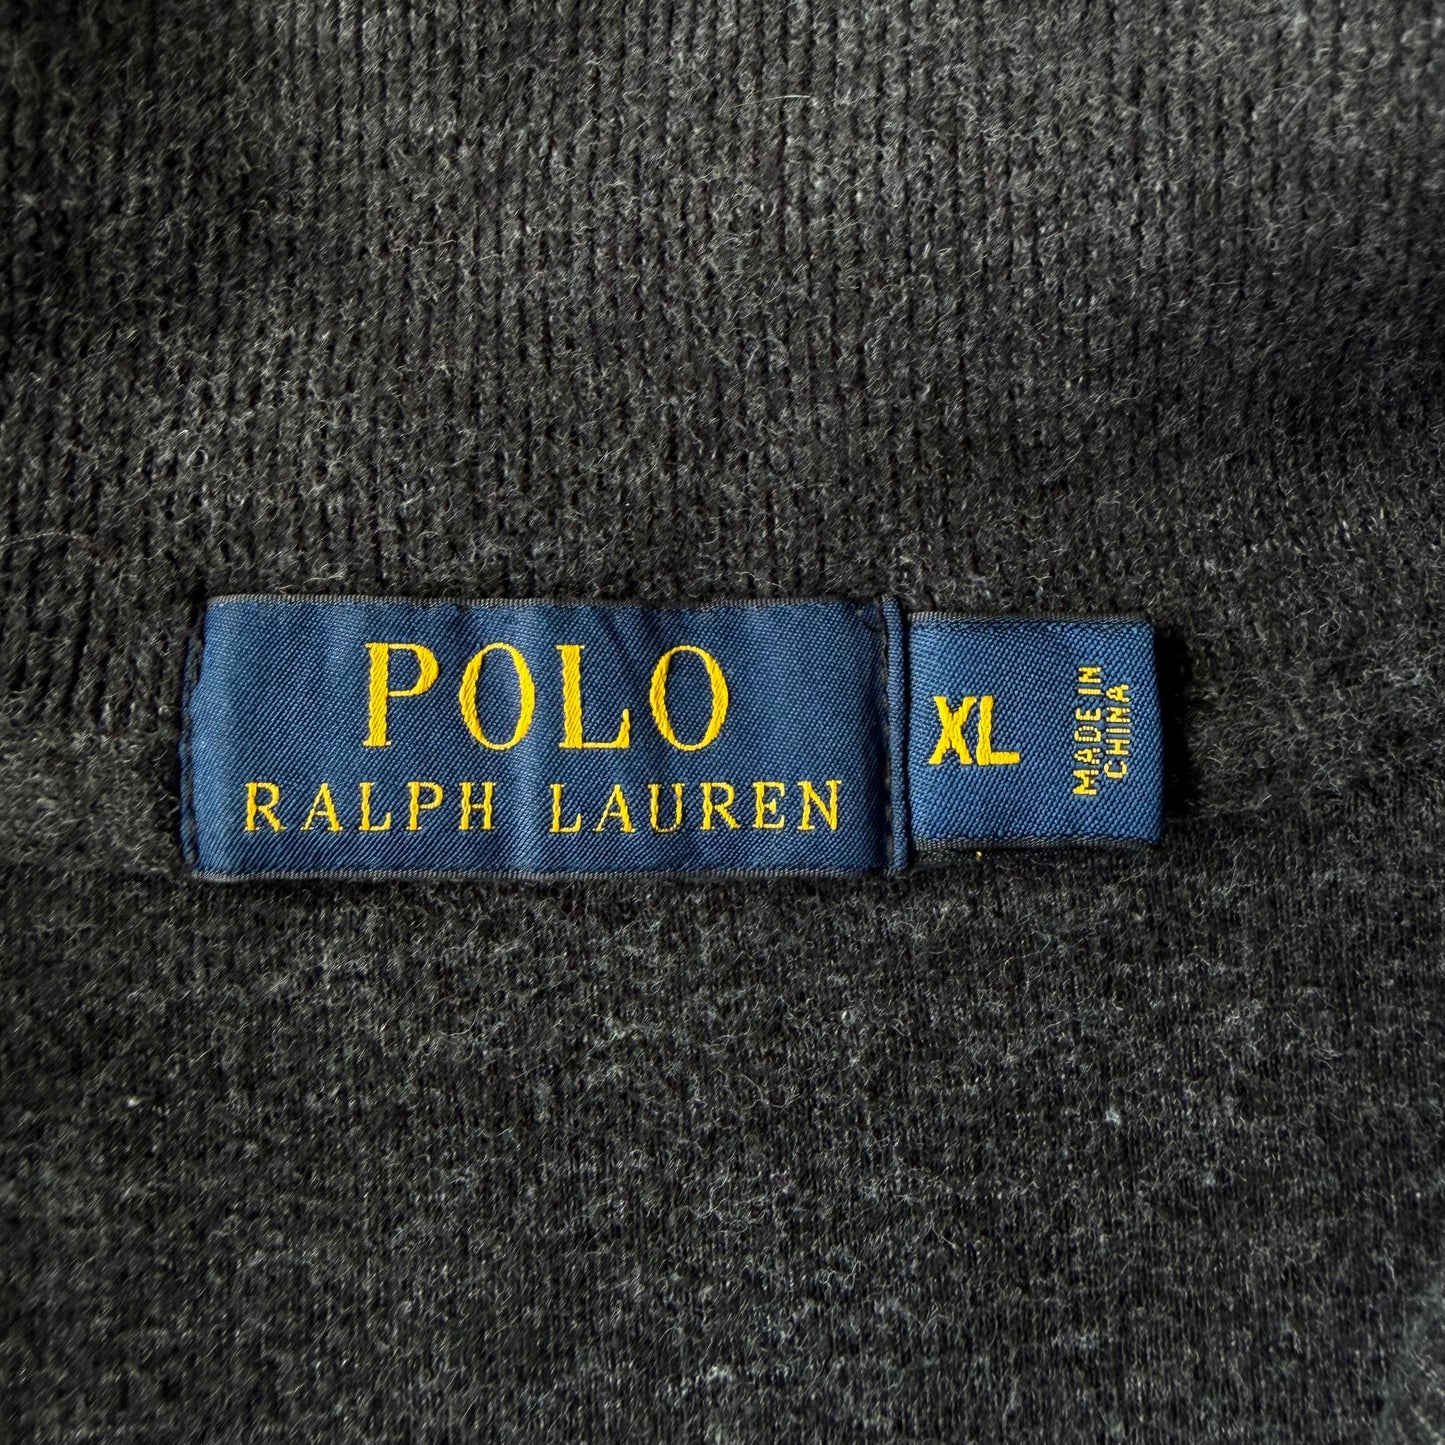 POLO
RALPH LAUREN
XL
MADE IN
CHINA